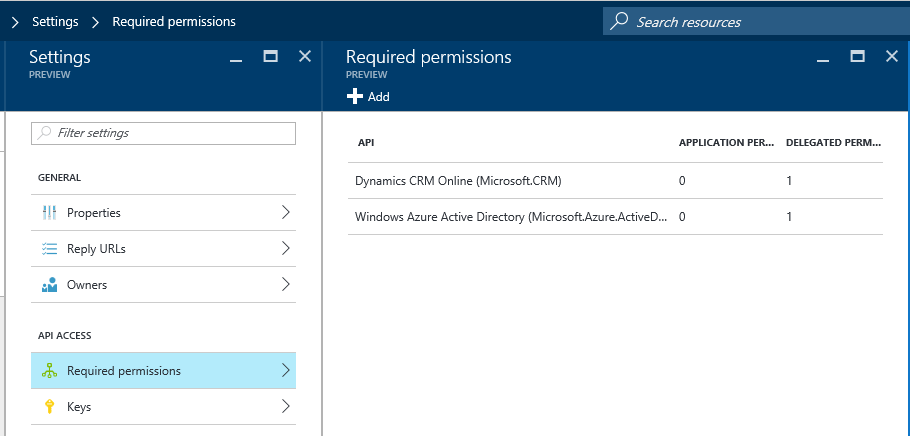 Settings Required permissions
Search resources
Settings
PREVIEW
Filter settings
GENERAL
Properties
Reply URLs
Owners
API ACCESS
Required permissions
Keys
Required permissions
PREVIEW
Add
API APPLICATION PER... DELEGATED PERM...
Dynamics CRM Online (Microsoft.CRM) 0 1
Windows Azure Active Directory (Microsoft.Azure.ActiveD... 0 1